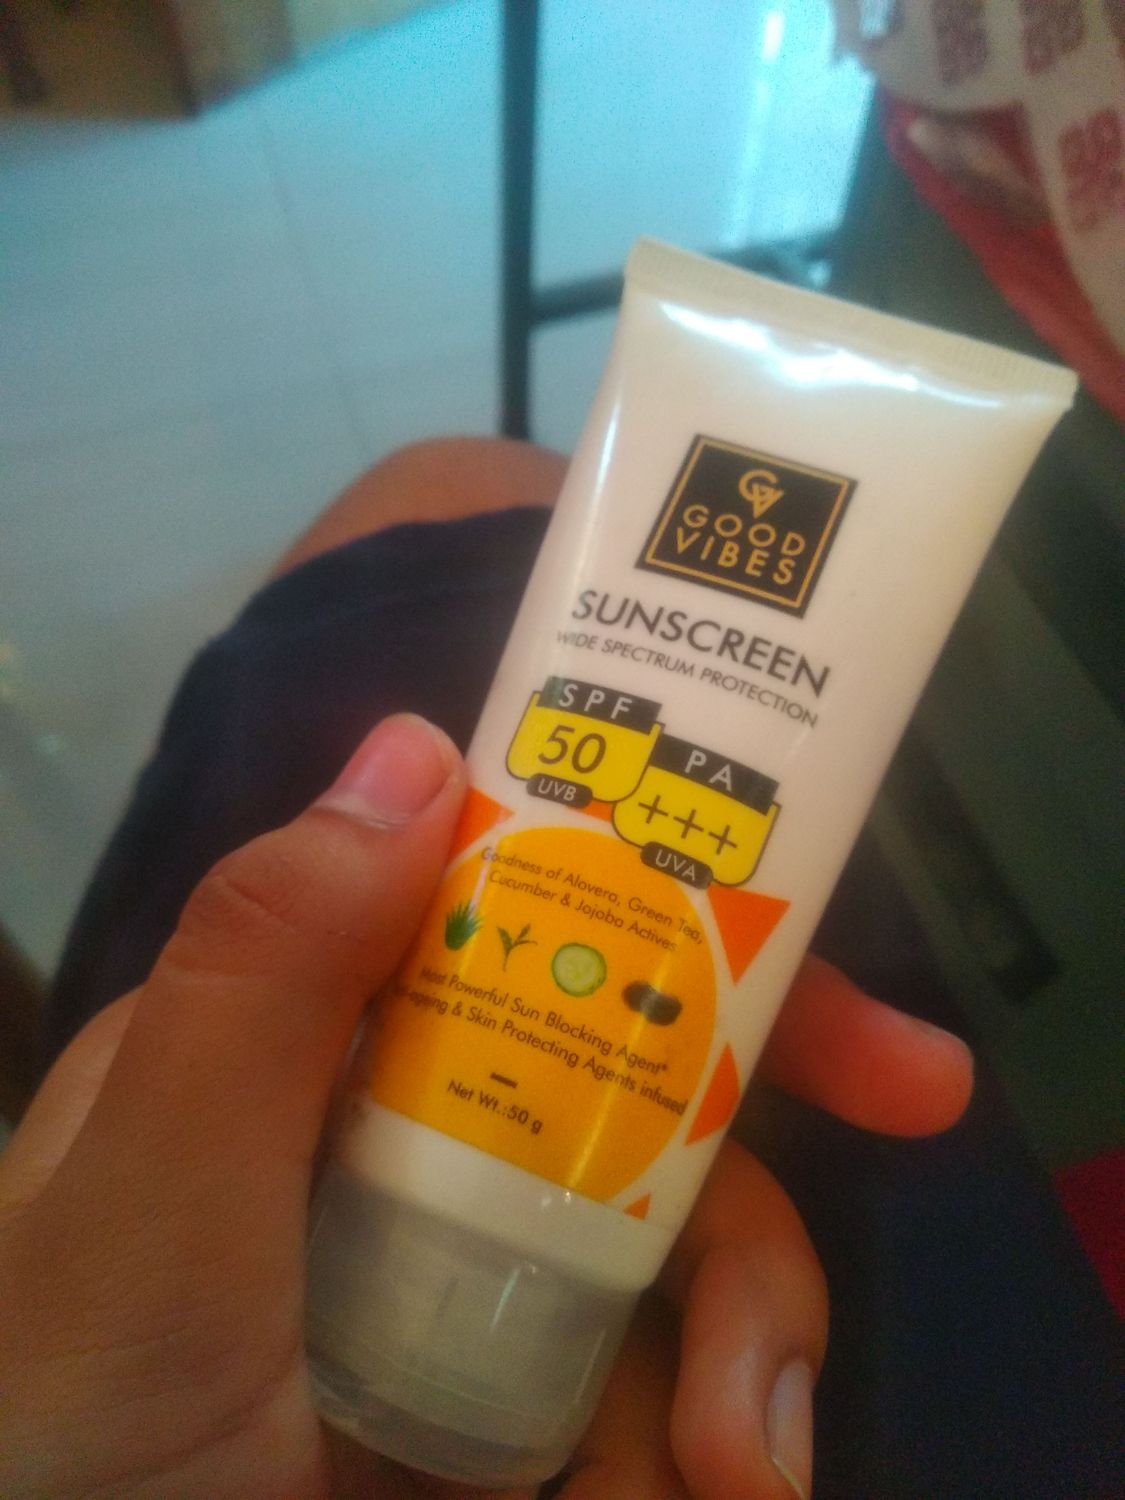 GV
GOOD
VIBES
SUNSCREEN
WIDE SPECTRUM PROTECTION
SPF
50
UVB
PA
+++
UVA
Goodness of Alovera, Green Tea,
Cucumber & Jojoba Actives
Most Powerful Sun Blocking Agent*
& Skin Protecting Agents infused
Net Wt.:50 g